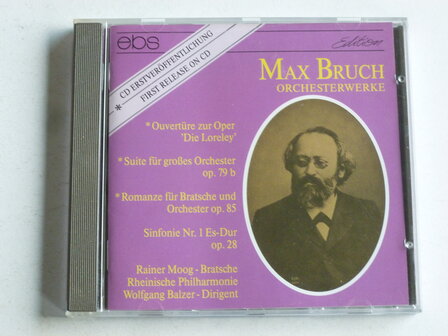 ebs
Edition
CD ERSTVERÖFFENTLICHUNG
* FIRST RELEASE ON CD
MAX BRUCH
ORCHESTERWERKE
* Ouvertüre zur Oper
'Die Loreley'
* Suite für großes Orchester
op. 79 b
* Romanze für Bratsche und
Orchester op. 85
Sinfonie Nr. 1 Es-Dur
op. 28
Rainer Moog - Bratsche
Rheinische Philharmonie
Wolfgang Balzer - Dirigent